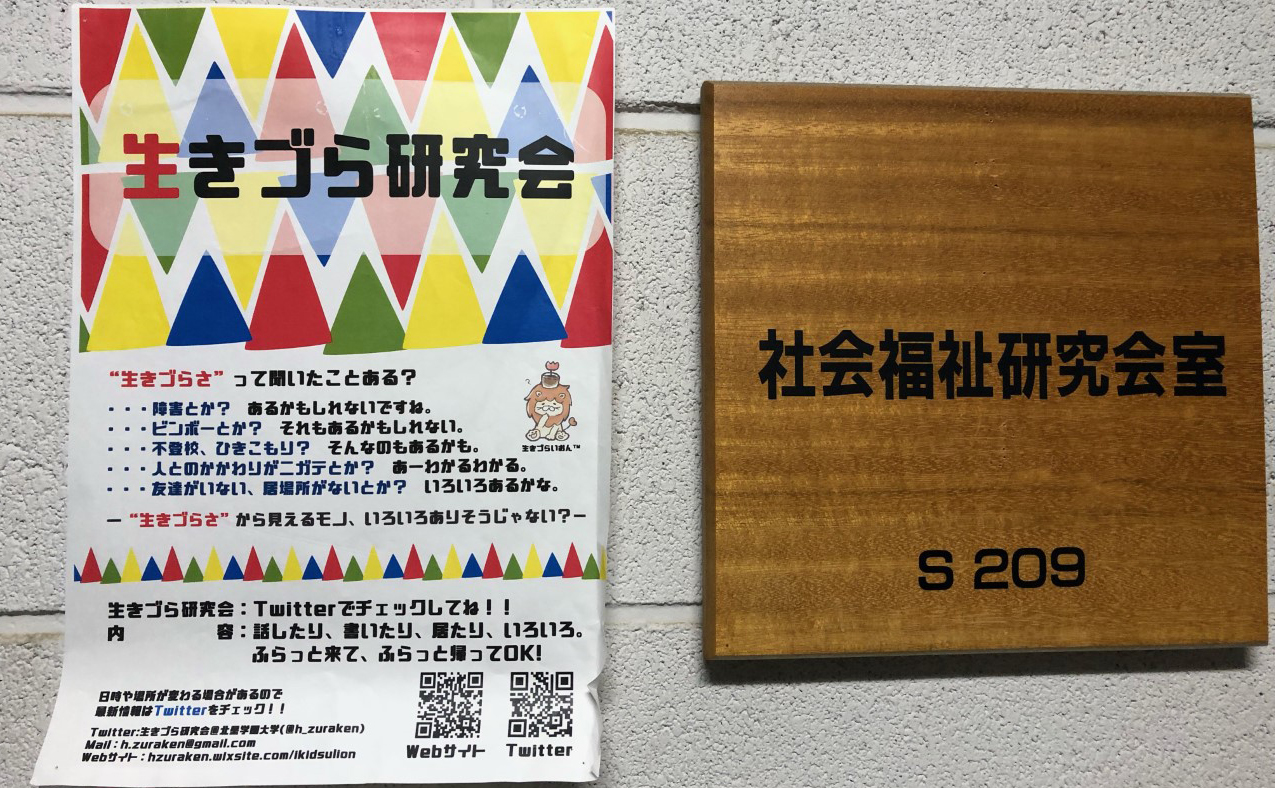 生きづら研究会
“生きづらさ”って聞いたことある？
・・・障害とか？ あるかもしれないですね。
・・・ビンボーとか？ それもあるかもしれない。
・・・不登校、ひきこもり？ そんなのもあるかも。
・・・人とのかかわりがニガテとか？ あーわかるわかる。
・・・友達がいない、居場所がないとか？ いろいろあるかな。
生きづらいおん™
ー“生きづらさ”から見えるモノ、いろいろありそうじゃない？ー
生きづら研究会：Twitterでチェックしてね！！
内容：話したり、書いたり、居たり、いろいろ。
ふらっと来て、ふらっと帰ってOK!
日時や場所が変わる場合があるので
最新情報はTwitterをチェック！！
Twitter:生きづら研究会@北星学園大学(@h_zuraken)
Mail：h.zuraken@gmail.com
Webサイト：hzuraken.wixsite.com/ikidsulion
Webサイト
Twitter
社会福祉研究会室
S 209